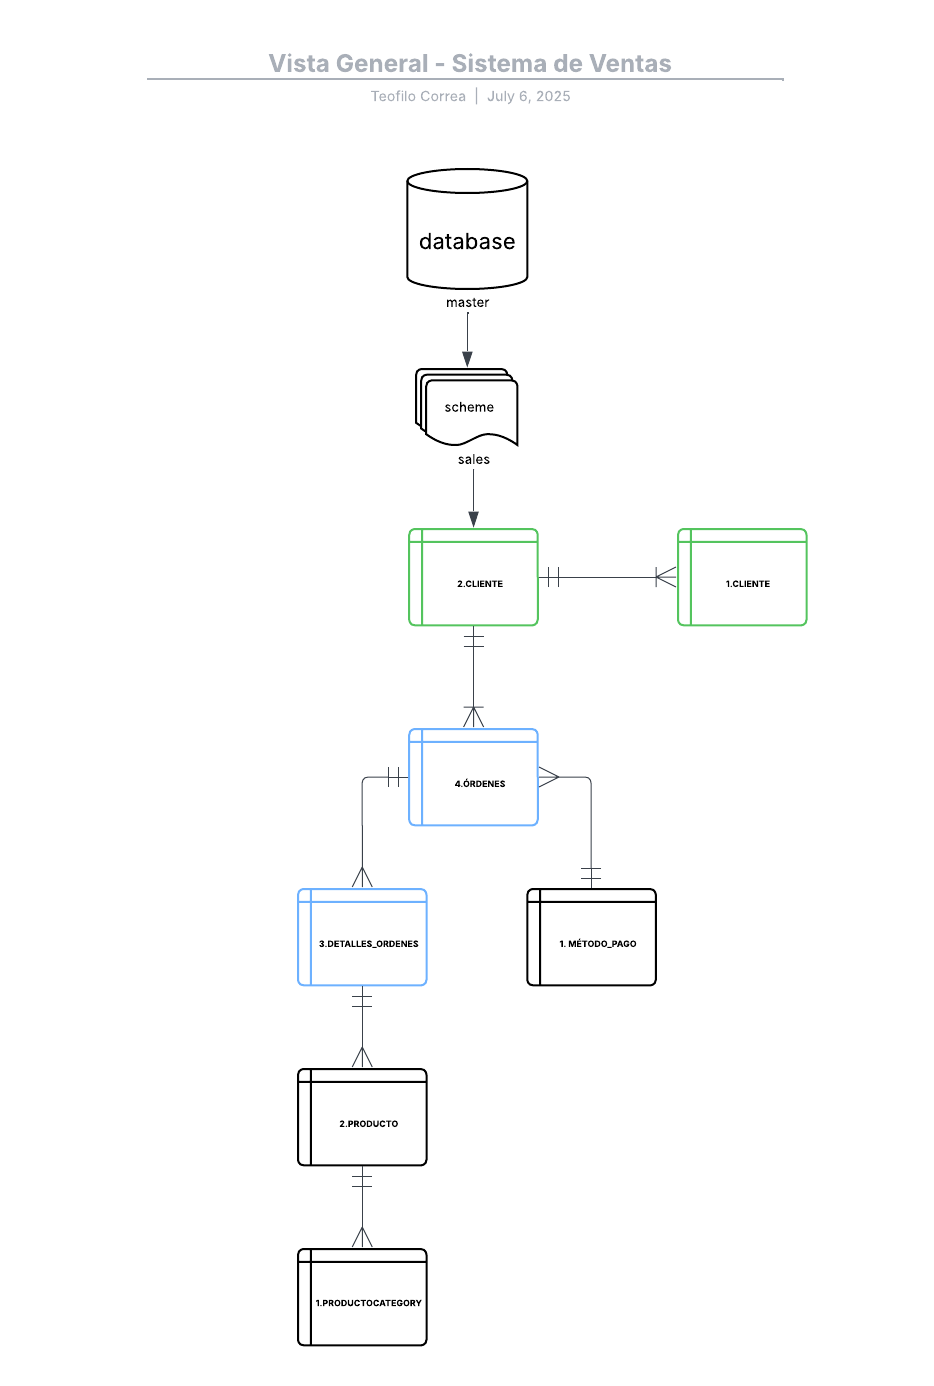 Vista General - Sistema de Ventas
Teofilo Correa | July 6, 2025
database
master
scheme
sales
2.CLIENTE
1.CLIENTE
4.ÓRDENES
3.DETALLES_ORDENES
1. MÉTODO_PAGO
2.PRODUCTO
1.PRODUCTOCATEGORY